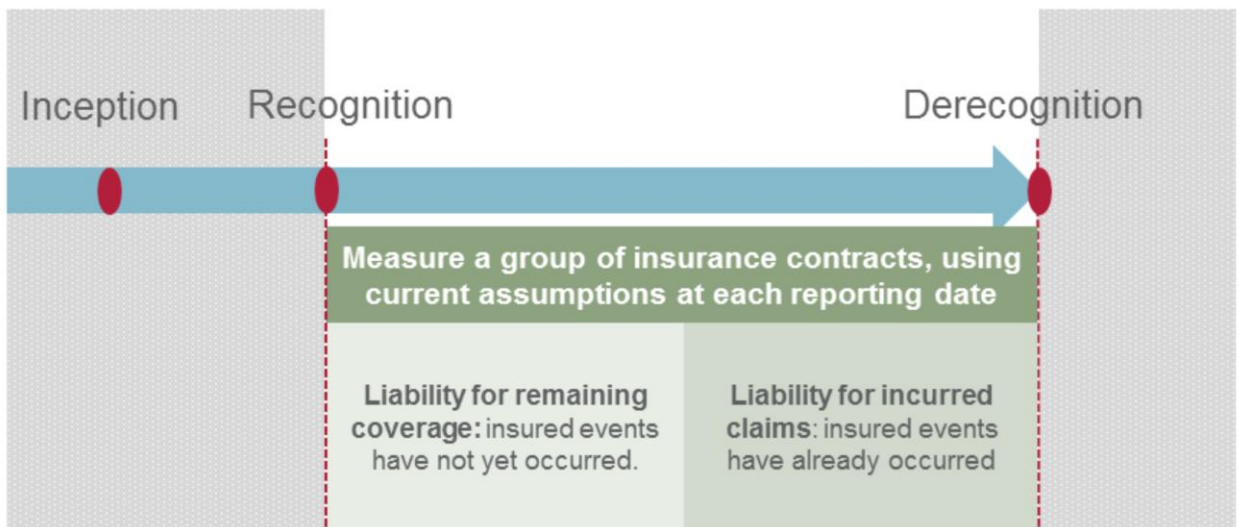 Inception
Recognition
Derecognition
Measure a group of insurance contracts, using
current assumptions at each reporting date
Liability for remaining
coverage: insured events
have not yet occurred.
Liability for incurred
claims: insured events
have already occurred